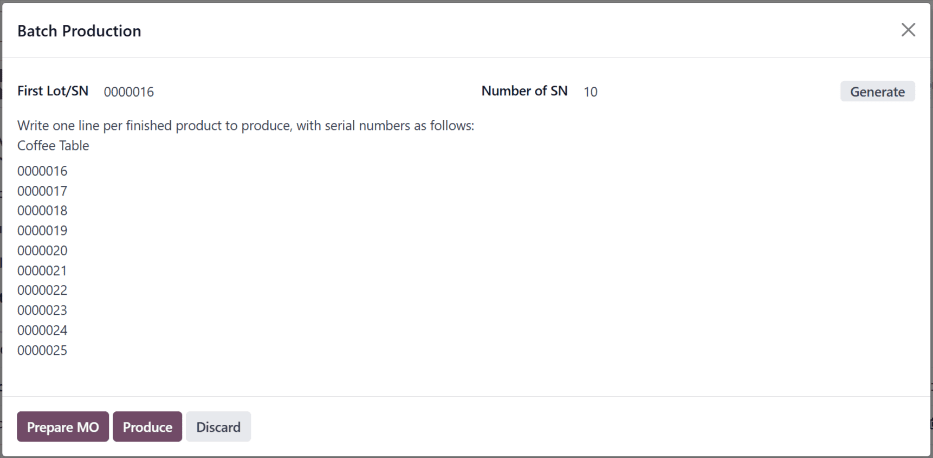 Batch Production
First Lot/SN 0000016 Number of SN 10 Generate
Write one line per finished product to produce, with serial numbers as follows:
Coffee Table
0000016
0000017
0000018
0000019
0000020
0000021
0000022
0000023
0000024
0000025
Prepare MO Produce Discard